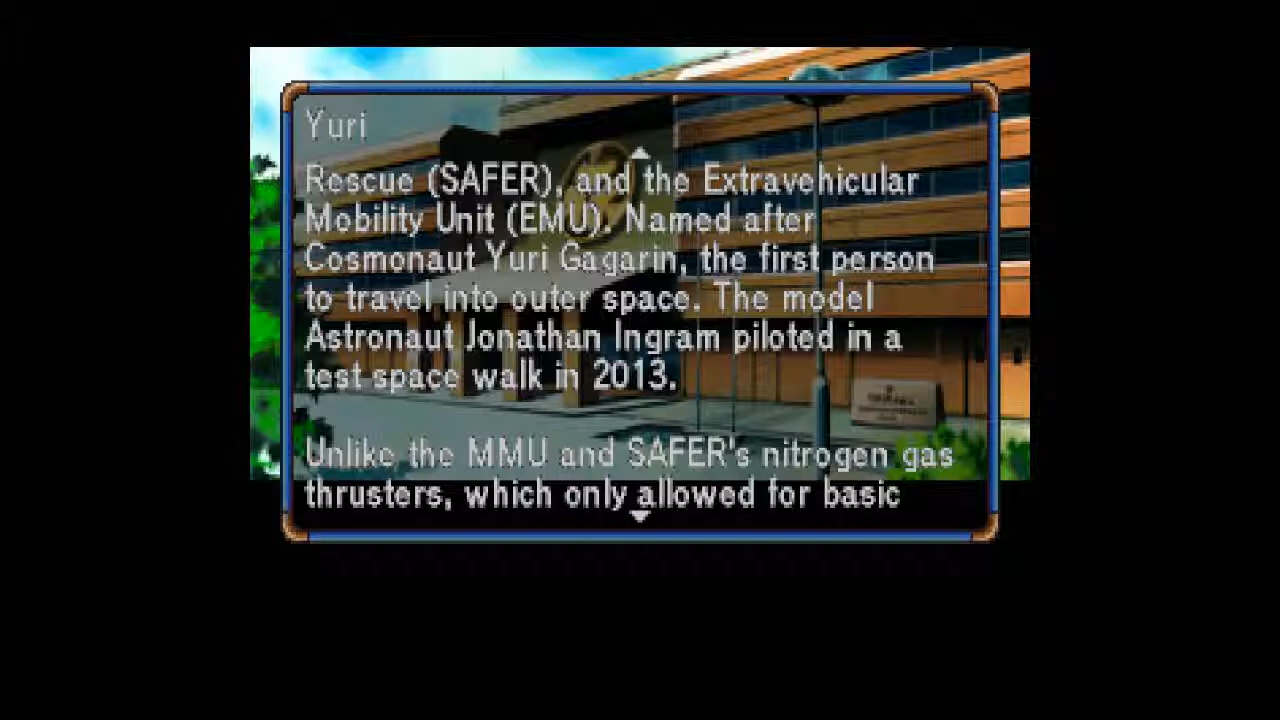 Yuri
Rescue (SAFER), and the Extravehicular
Mobility Unit (EMU). Named after
Cosmonaut Yuri Gagarin, the first person
to travel into outer space. The model
Astronaut Jonathan Ingram piloted in a
test space walk in 2013.
Unlike the MMU and SAFER's nitrogen gas
thrusters, which only allowed for basic